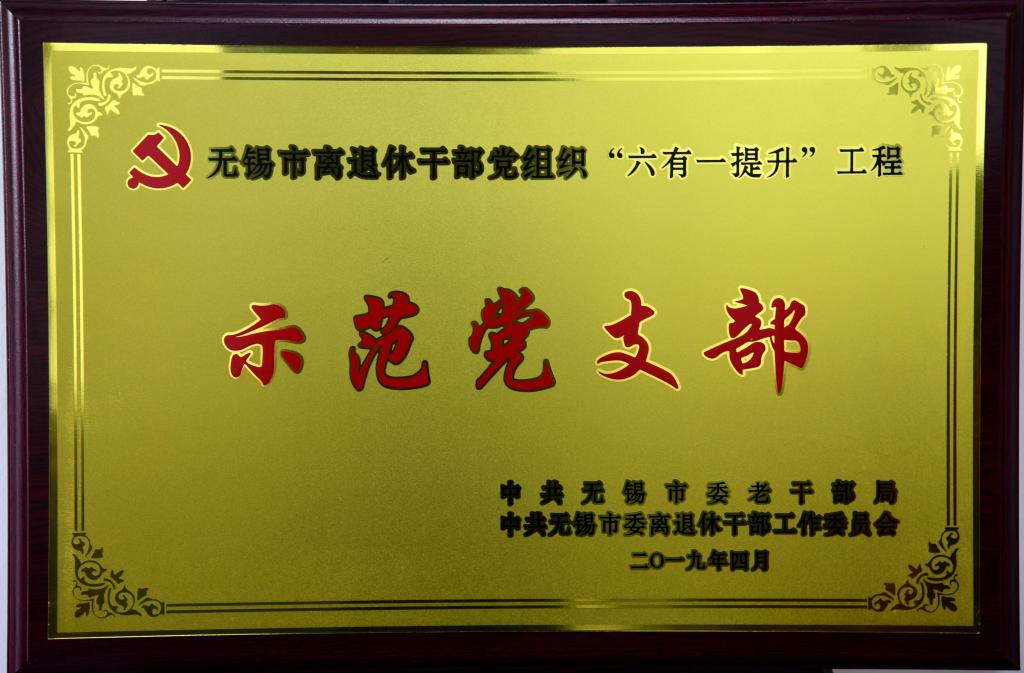 无锡市离退休干部党组织“六有一提升”工程
示范党支部
中共无锡市委老干部局
中共无锡市委离退休干部工作委员会
二〇一九年四月